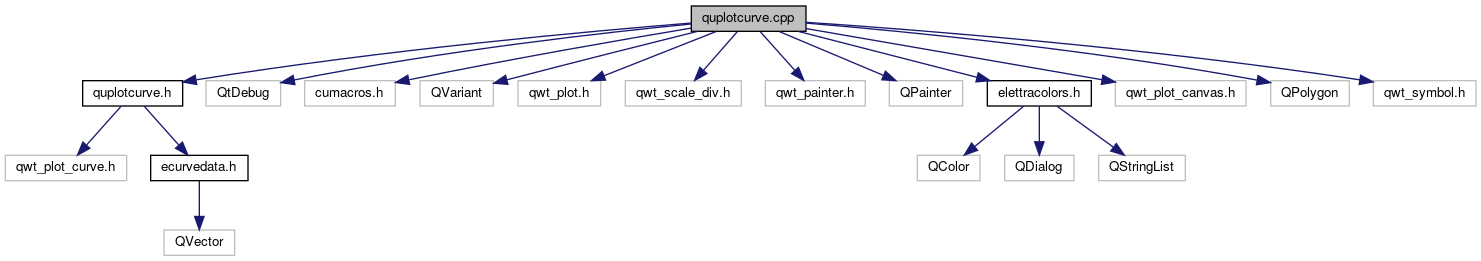 quplotcurve.cpp
quplotcurve.h
QtDebug
cumacros.h
QVariant
qwt_plot.h
qwt_scale_div.h
qwt_painter.h
QPainter
elettracolors.h
qwt_plot_canvas.h
QPolygon
qwt_symbol.h
qwt_plot_curve.h
ecurvedata.h
QColor
QDialog
QStringList
QVector